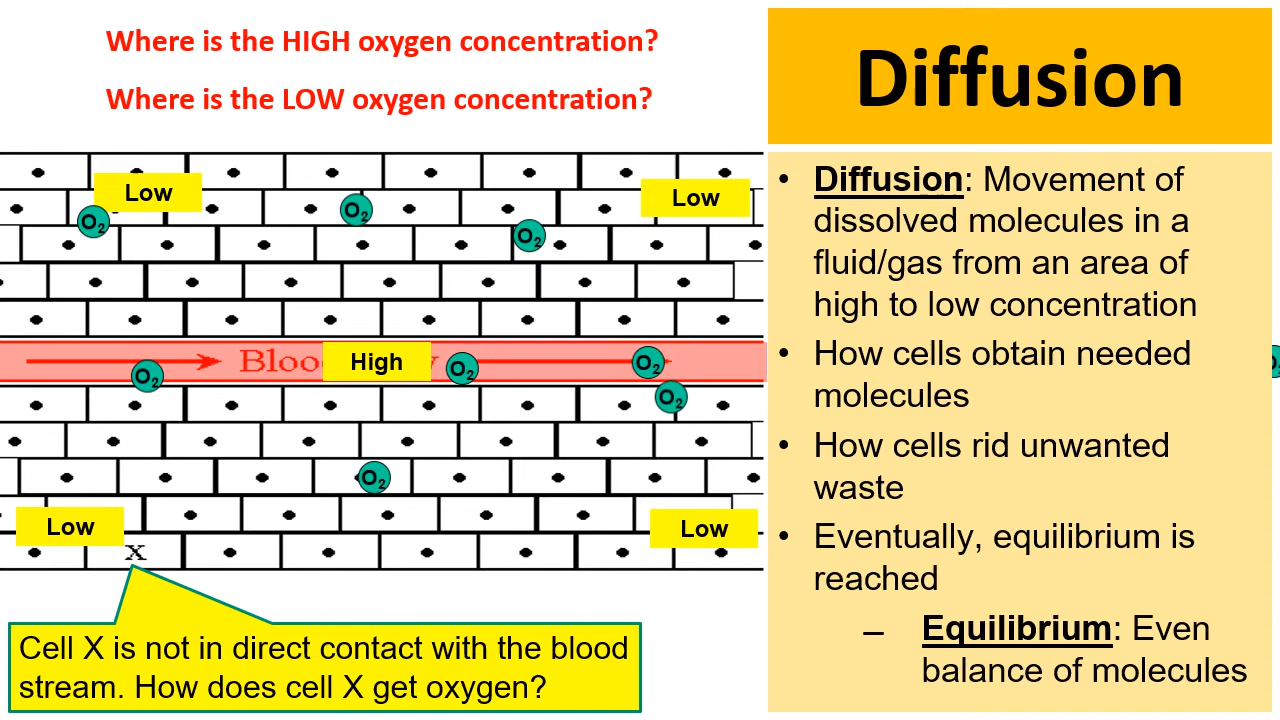 Where is the HIGH oxygen concentration?
Where is the LOW oxygen concentration?
Low
Low
O₂
O₂
O₂
Bloo
High
y
O₂
O₂
O₂
O₂
O₂
Low
Low
X
Cell X is not in direct contact with the blood
stream. How does cell X get oxygen?
Diffusion
• Diffusion: Movement of
dissolved molecules in a
fluid/gas from an area of
high to low concentration
• How cells obtain needed
molecules
• How cells rid unwanted
waste
• Eventually, equilibrium is
reached
– Equilibrium: Even
balance of molecules